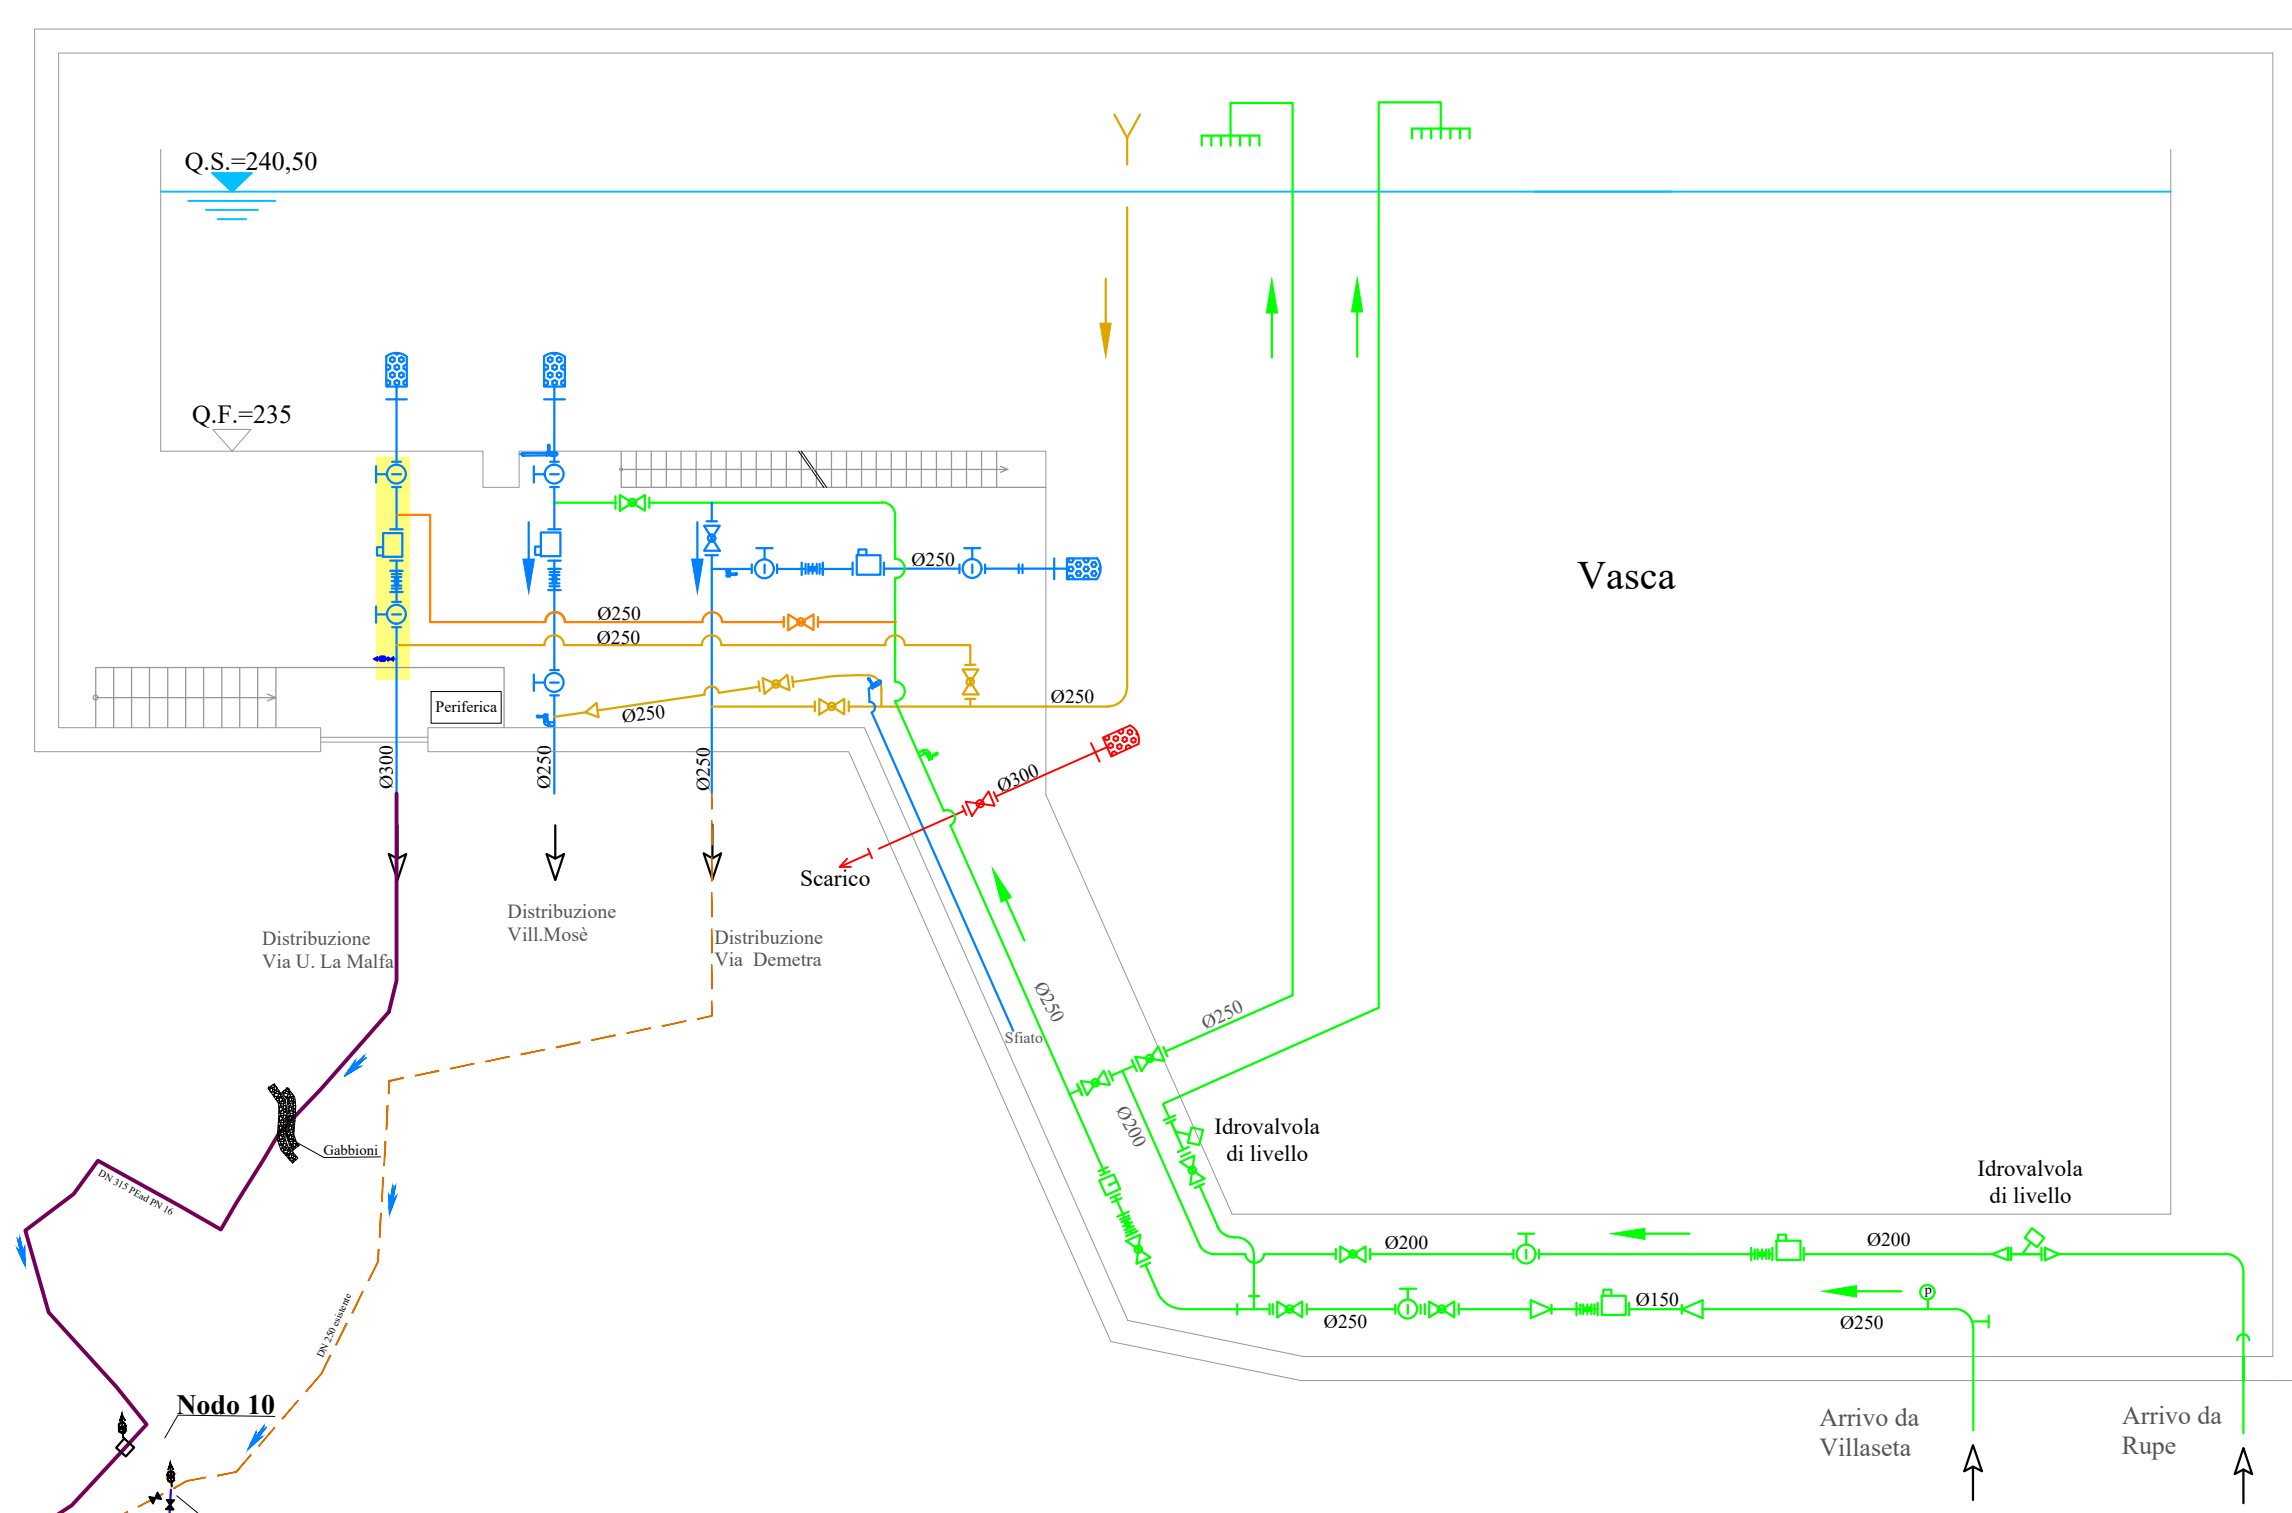 Q.S.=240,50
Q.F.=235
Ø250
Ø250
Ø250
Ø250
Ø250
Periferica
Ø300
Ø250
Ø250
Ø300
Scarico
Vasca
Distribuzione
Vill.Mosè
Distribuzione
Via U. La Malfa
Distribuzione
Via Demetra
Ø250
Sfiato
Ø250
Ø200
Idrovalvola
di livello
Idrovalvola
di livello
Gabbioni
DN 315 PEad PN 16
Ø200
Ø200
P
Ø150
Ø250
Ø250
DN 250 esistente
Nodo 10
Arrivo da
Villaseta
Arrivo da
Rupe